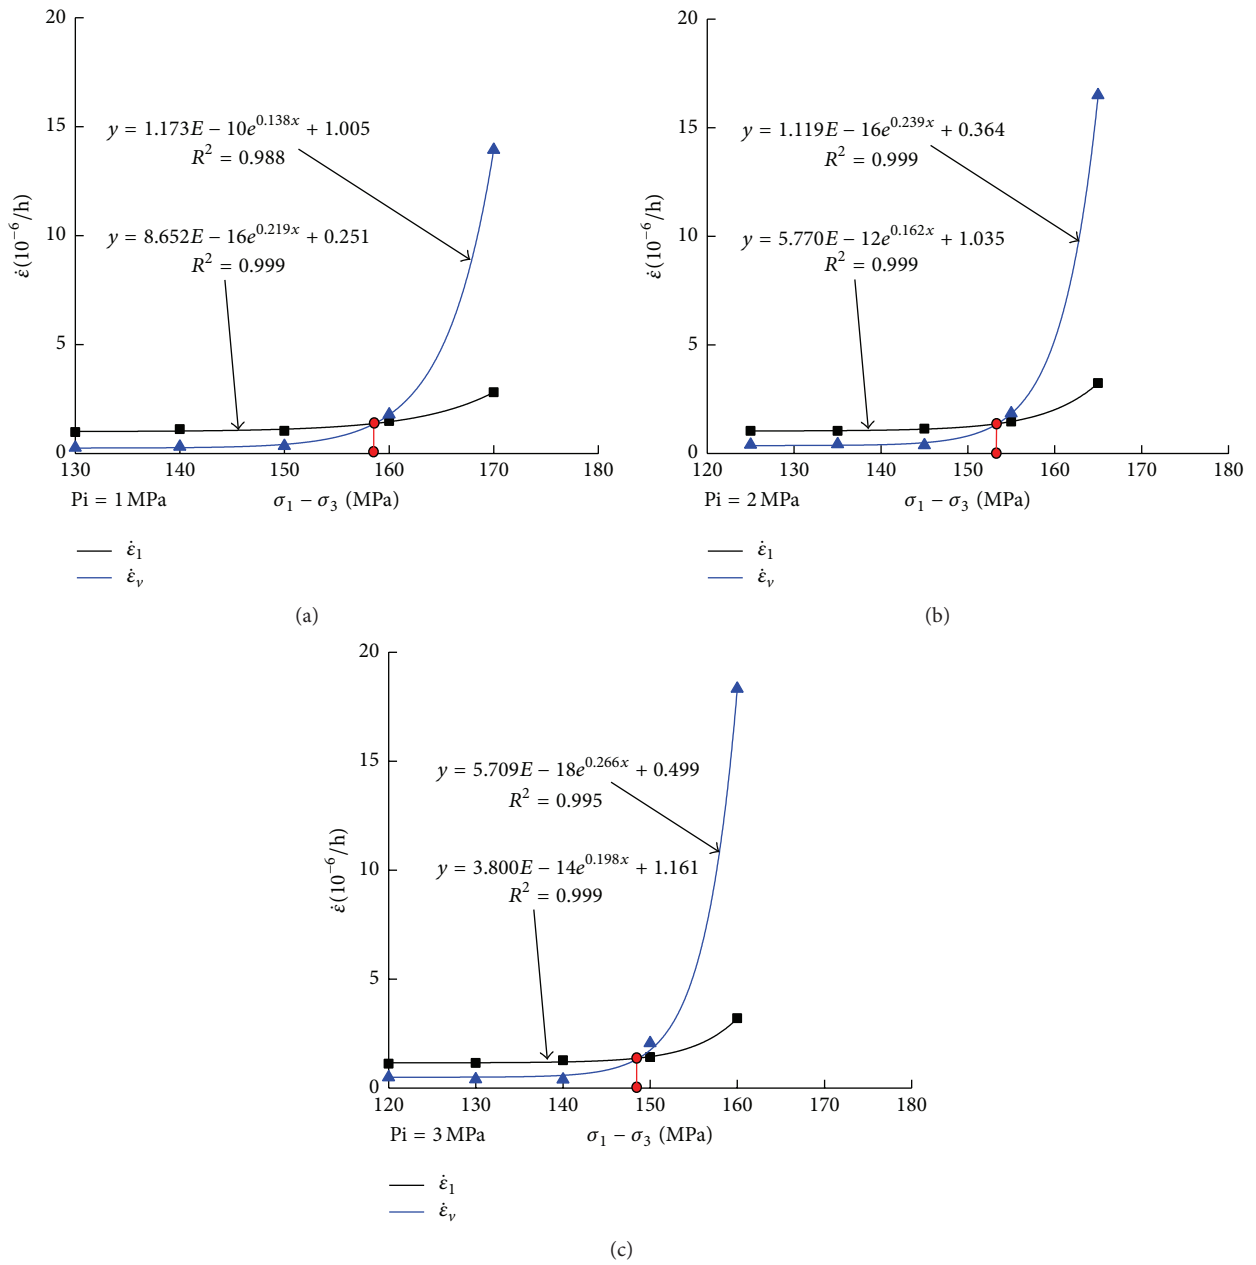 20
15
10
5
0
ε̇(10⁻⁶/h)
y = 1.173E − 10e^{0.138x} + 1.005
R² = 0.988
y = 8.652E − 16e^{0.219x} + 0.251
R² = 0.999
130 140 150 160 170 180
Pi = 1 MPa σ₁ − σ₃ (MPa)
ε̇₁
ε̇ᵥ
(a)
20
15
10
5
0
ε̇(10⁻⁶/h)
y = 1.119E − 16e^{0.239x} + 0.364
R² = 0.999
y = 5.770E − 12e^{0.162x} + 1.035
R² = 0.999
120 130 140 150 160 170 180
Pi = 2 MPa σ₁ − σ₃ (MPa)
ε̇₁
ε̇ᵥ
(b)
20
15
10
5
0
ε̇(10⁻⁶/h)
y = 5.709E − 18e^{0.266x} + 0.499
R² = 0.995
y = 3.800E − 14e^{0.198x} + 1.161
R² = 0.999
120 130 140 150 160 170 180
Pi = 3 MPa σ₁ − σ₃ (MPa)
ε̇₁
ε̇ᵥ
(c)